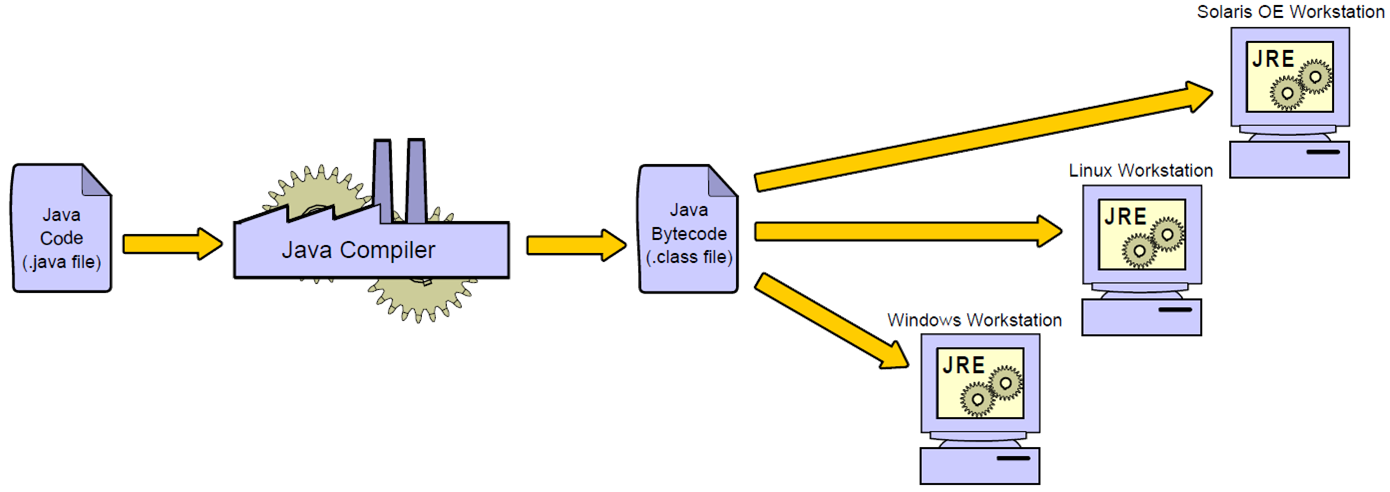 Solaris OE Workstation
JRE
Linux Workstation
JRE
Java
Code
(.java file)
Java Compiler
Java
Bytecode
(.class file)
Windows Workstation
JRE